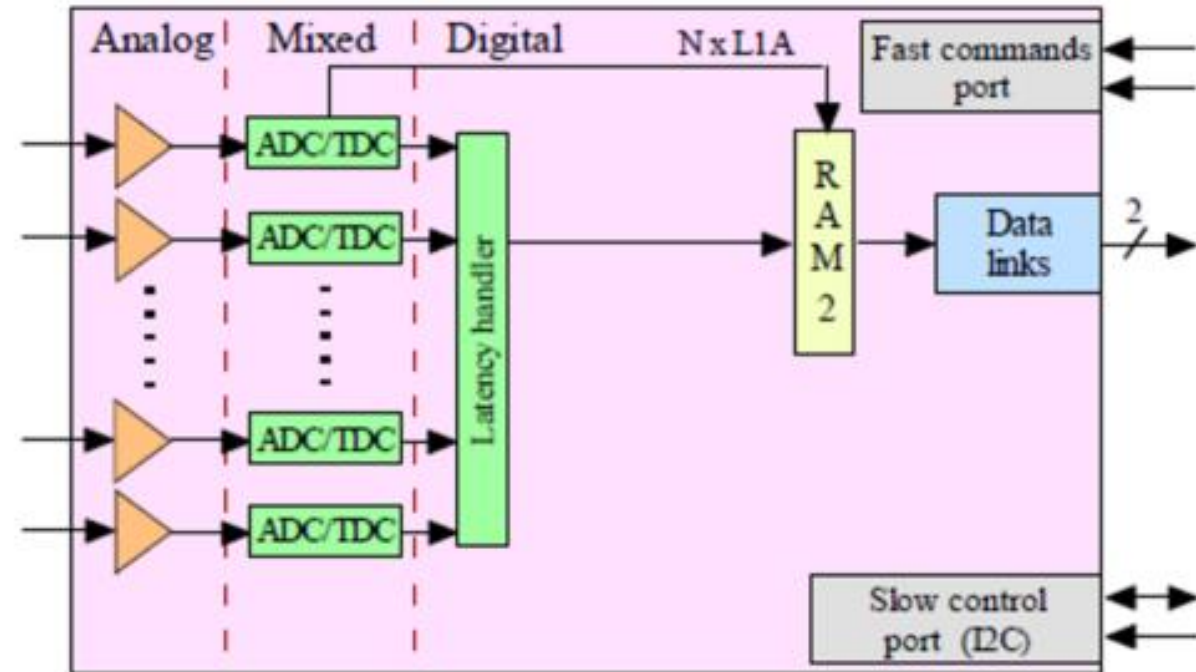 Analog
Mixed
Digital
NxL1A
Fast commands
port
ADC/TDC
ADC/TDC
ADC/TDC
ADC/TDC
Latency handler
R
A
M
2
Data
links
2
Slow control
port (I2C)